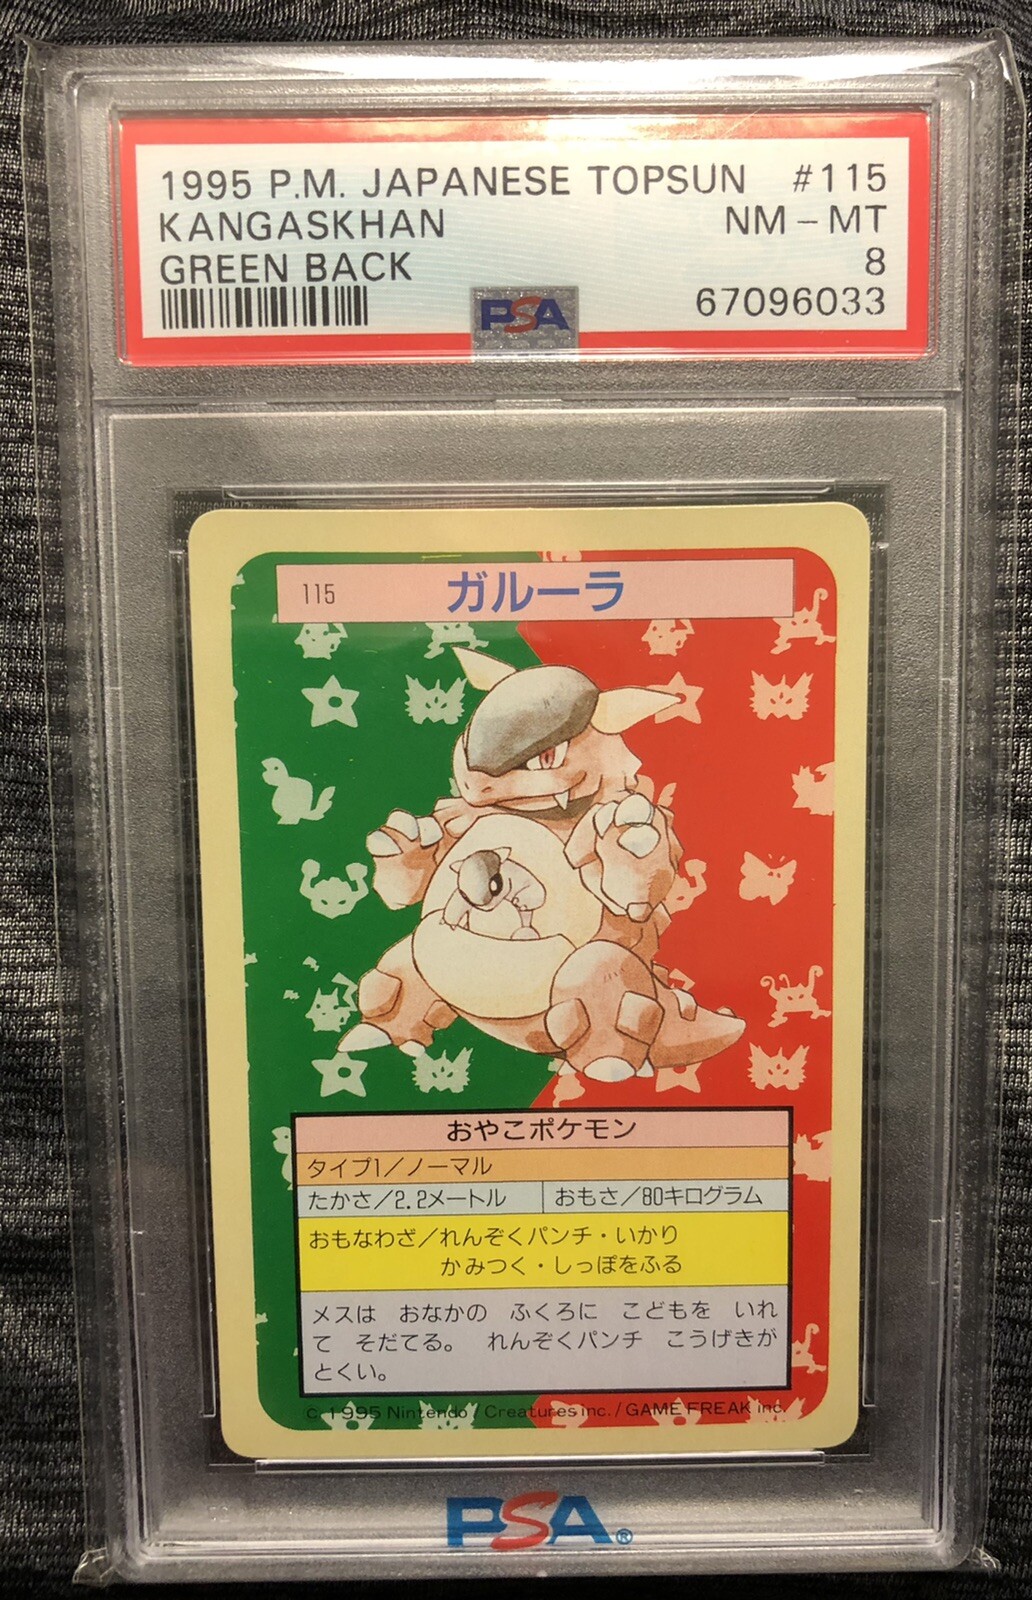 1995 P.M. JAPANESE TOPSUN #115
KANGASKHAN NM - MT
GREEN BACK 8
67096033
PSA
115 ガルーラ
おやこポケモン
タイプ1/ノーマル
たかさ/2.2メートル おもさ/80キログラム
おもなわざ/れんぞくパンチ・いかり
かみつく・しっぽをふる
メスは おなかの ふくろに こどもを いれ
て そだてる。 れんぞくパンチ こうげきが
とくい。
© 1995 Nintendo / Creatures inc. / GAME FREAK inc.
PSA®